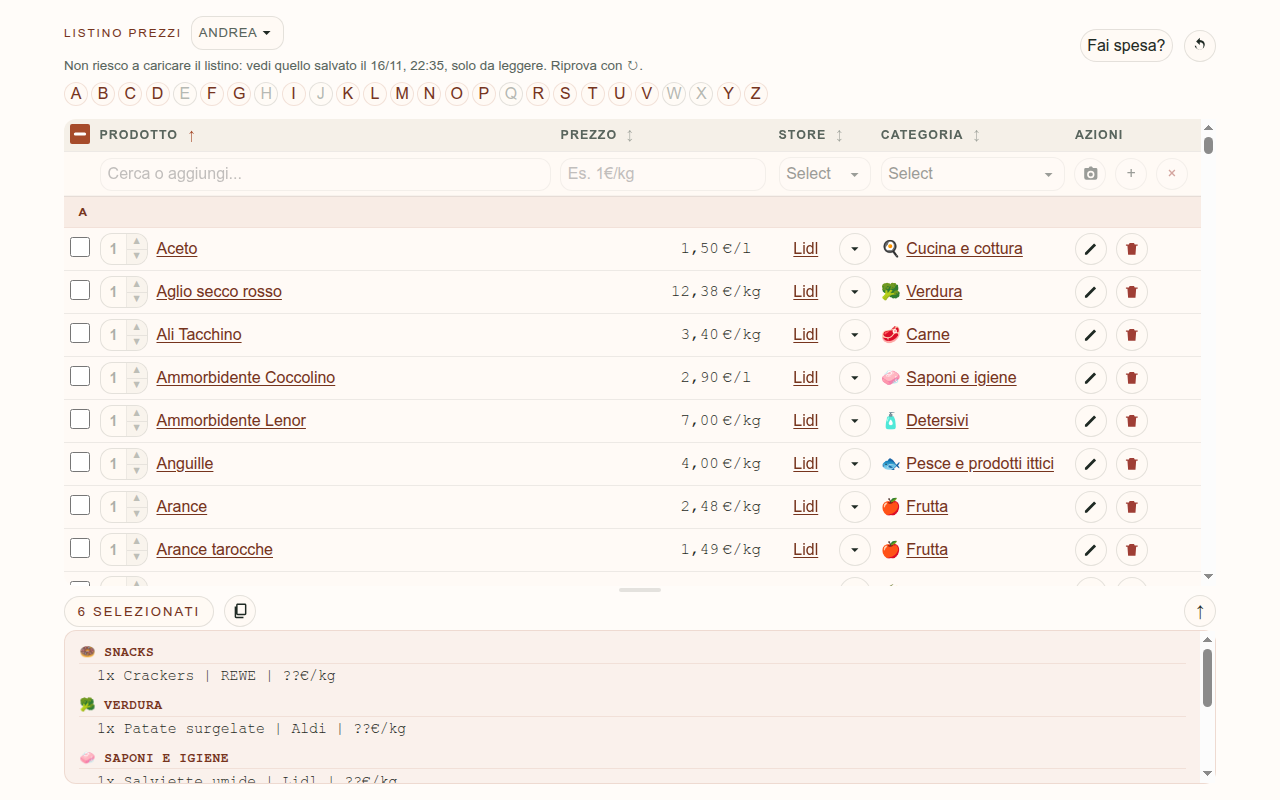 LISTINO PREZZI ANDREA
Fai spesa?
Non riesco a caricare il listino: vedi quello salvato il 16/11, 22:35, solo da leggere. Riprova con ↻.
A B C D E F G H I J K L M N O P Q R S T U V W X Y Z
PRODOTTO ↑ PREZZO ↕ STORE ↕ CATEGORIA ↕ AZIONI
Cerca o aggiungi... Es. 1€/kg Select Select + ×
A
1 Aceto 1,50 €/l Lidl Cucina e cottura
1 Aglio secco rosso 12,38 €/kg Lidl Verdura
1 Ali Tacchino 3,40 €/kg Lidl Carne
1 Ammorbidente Coccolino 2,90 €/l Lidl Saponi e igiene
1 Ammorbidente Lenor 7,00 €/kg Lidl Detersivi
1 Anguille 4,00 €/kg Lidl Pesce e prodotti ittici
1 Arance 2,48 €/kg Lidl Frutta
1 Arance tarocche 1,49 €/kg Lidl Frutta
6 SELEZIONATI ↑
SNACKS
1x Crackers | REWE | ??€/kg
VERDURA
1x Patate surgelate | Aldi | ??€/kg
SAPONI E IGIENE
1x Salviette umide | Lidl | ??€/kg